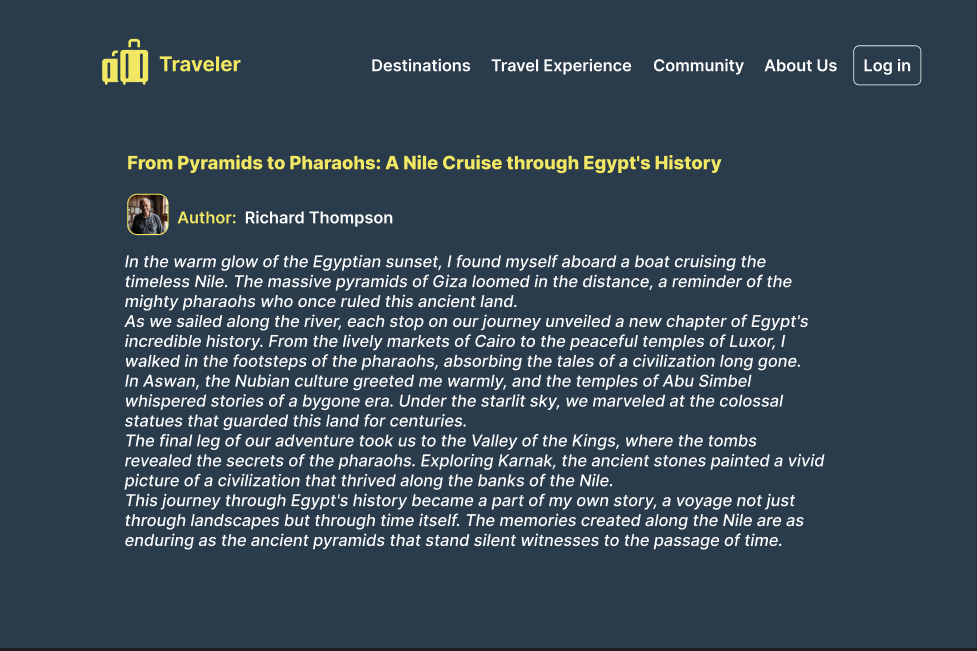 Traveler
Destinations Travel Experience Community About Us Log in
From Pyramids to Pharaohs: A Nile Cruise through Egypt's History
Author: Richard Thompson
In the warm glow of the Egyptian sunset, I found myself aboard a boat cruising the
timeless Nile. The massive pyramids of Giza loomed in the distance, a reminder of the
mighty pharaohs who once ruled this ancient land.
As we sailed along the river, each stop on our journey unveiled a new chapter of Egypt's
incredible history. From the lively markets of Cairo to the peaceful temples of Luxor, I
walked in the footsteps of the pharaohs, absorbing the tales of a civilization long gone.
In Aswan, the Nubian culture greeted me warmly, and the temples of Abu Simbel
whispered stories of a bygone era. Under the starlit sky, we marveled at the colossal
statues that guarded this land for centuries.
The final leg of our adventure took us to the Valley of the Kings, where the tombs
revealed the secrets of the pharaohs. Exploring Karnak, the ancient stones painted a vivid
picture of a civilization that thrived along the banks of the Nile.
This journey through Egypt's history became a part of my own story, a voyage not just
through landscapes but through time itself. The memories created along the Nile are as
enduring as the ancient pyramids that stand silent witnesses to the passage of time.